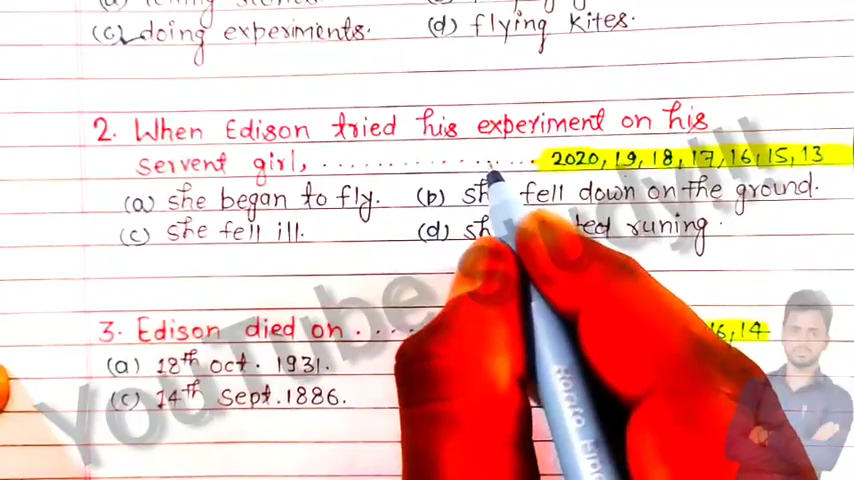 (c) doing experiments. (d) flying kites.
2. When Edison tried his experiment on his
servent girl, .................. 2020, 19, 18, 17, 16, 15, 13
(a) she began to fly. (b) fell down on the ground.
(c) she fell ill. (d) runing.
3. Edison died on .... 14
(a) 18th oct. 1931.
(c) 14th Sept. 1886.
YouTube study!!!